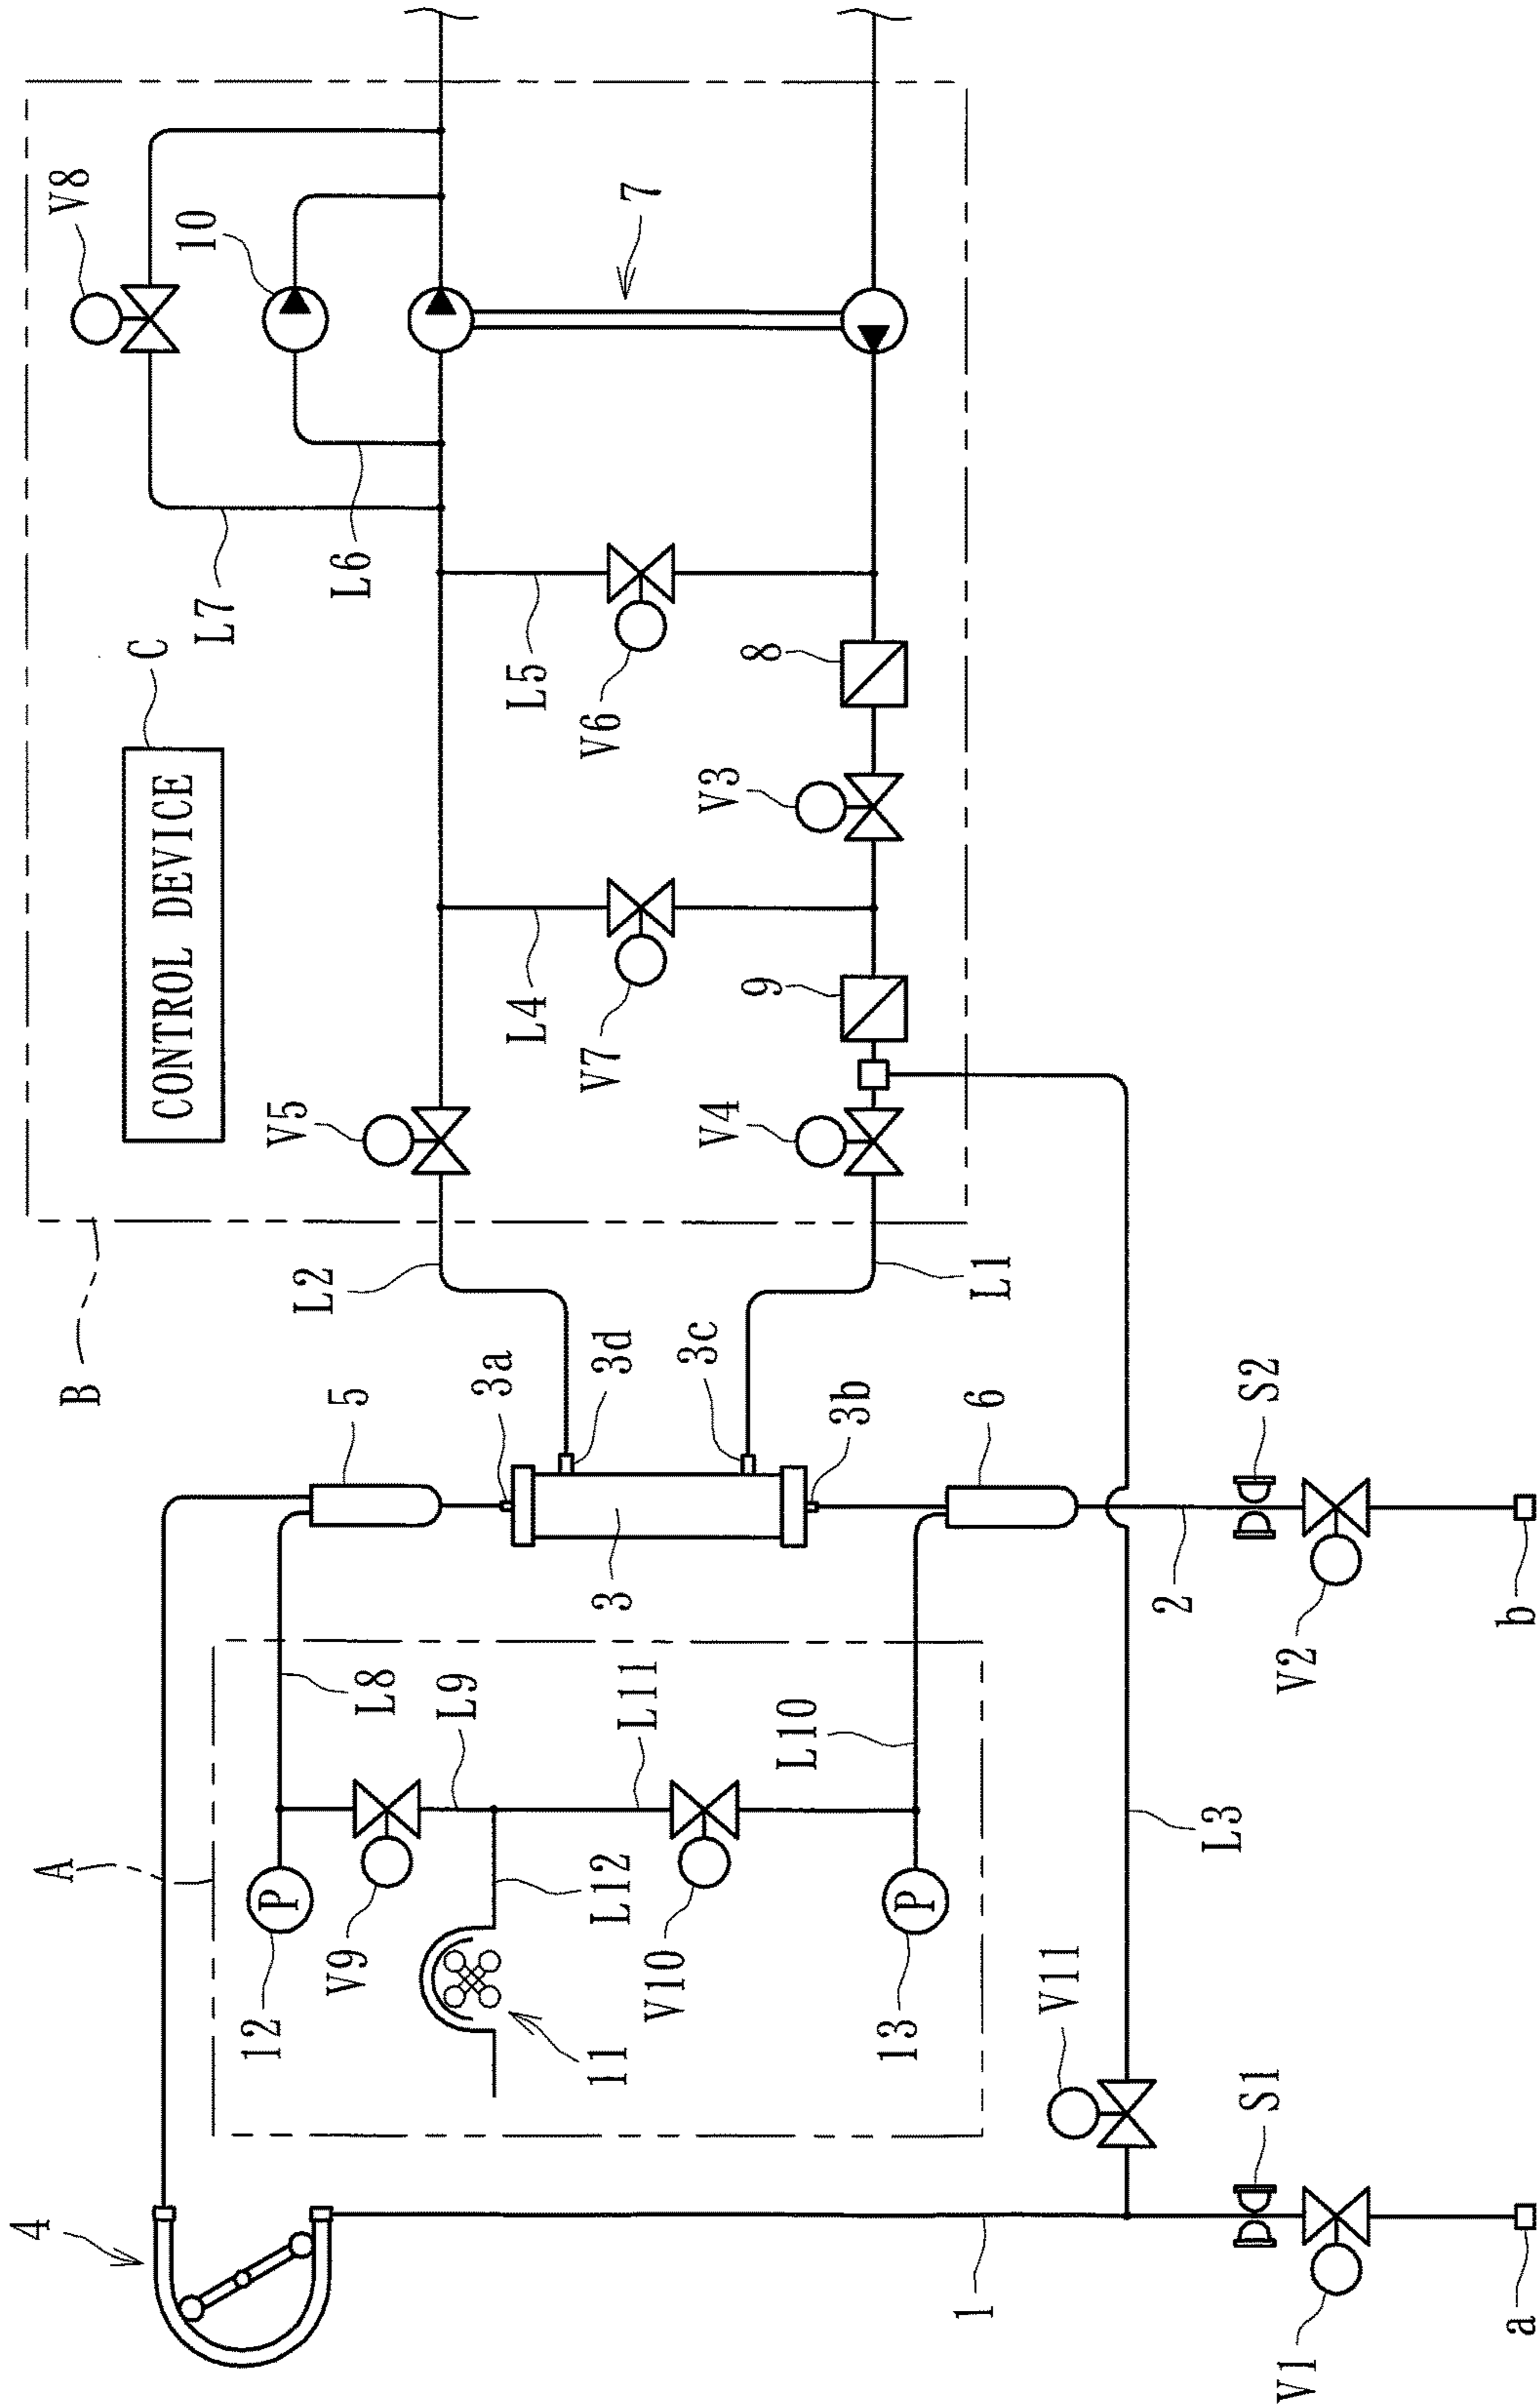 V8
10
7
L7
L6
C
CONTROL DEVICE
L5
V6
8
V3
L4
V7
9
V5
V4
B
L2
L1
3d
3c
3a
3b
5
6
S2
3
2
V2
b
A
L8
L9
L11
L10
L12
L3
P
P
12
V9
V10
13
11
V11
S1
4
1
V1
a